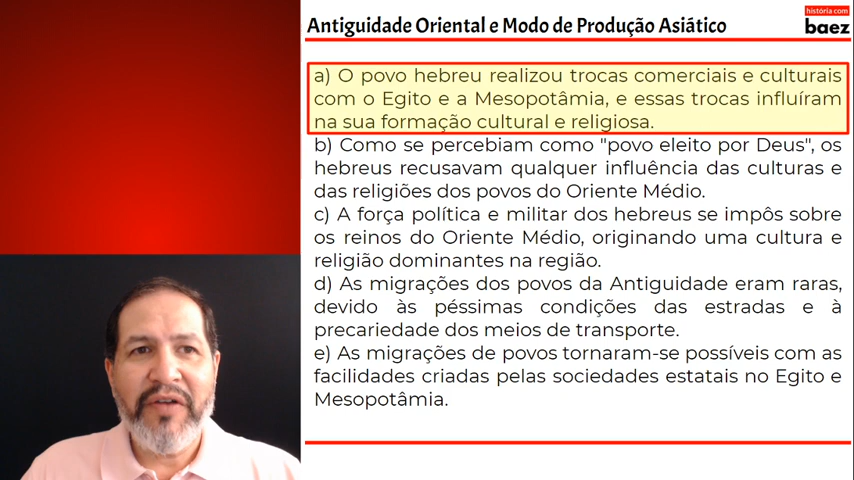 história com
baez
Antiguidade Oriental e Modo de Produção Asiático
a) O povo hebreu realizou trocas comerciais e culturais
com o Egito e a Mesopotâmia, e essas trocas influíram
na sua formação cultural e religiosa.
b) Como se percebiam como "povo eleito por Deus", os
hebreus recusavam qualquer influência das culturas e
das religiões dos povos do Oriente Médio.
c) A força política e militar dos hebreus se impôs sobre
os reinos do Oriente Médio, originando uma cultura e
religião dominantes na região.
d) As migrações dos povos da Antiguidade eram raras,
devido às péssimas condições das estradas e à
precariedade dos meios de transporte.
e) As migrações de povos tornaram-se possíveis com as
facilidades criadas pelas sociedades estatais no Egito e
Mesopotâmia.